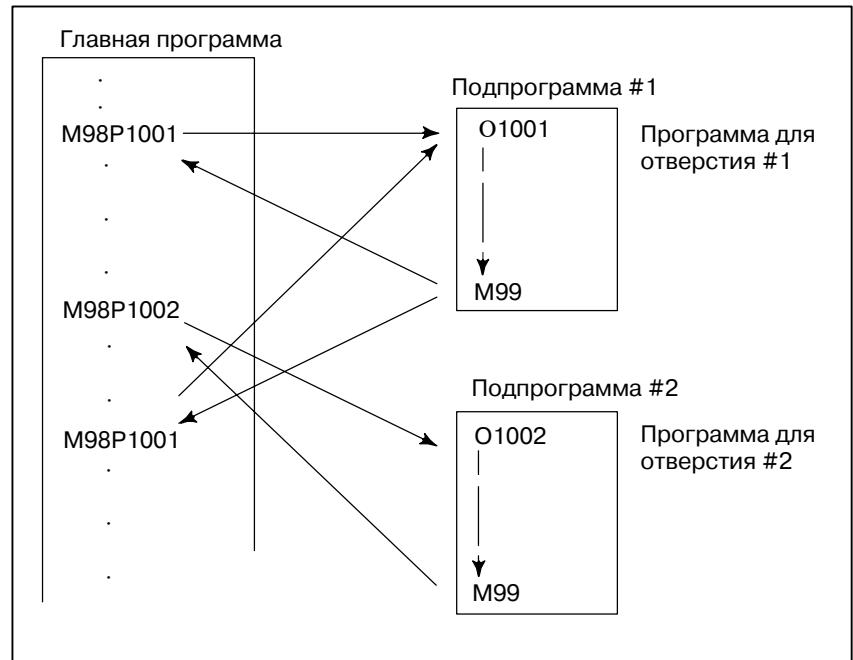 Главная программа
M98P1001
M98P1002
M98P1001
Подпрограмма #1
O1001
M99
Программа для
отверстия #1
Подпрограмма #2
O1002
M99
Программа для
отверстия #2